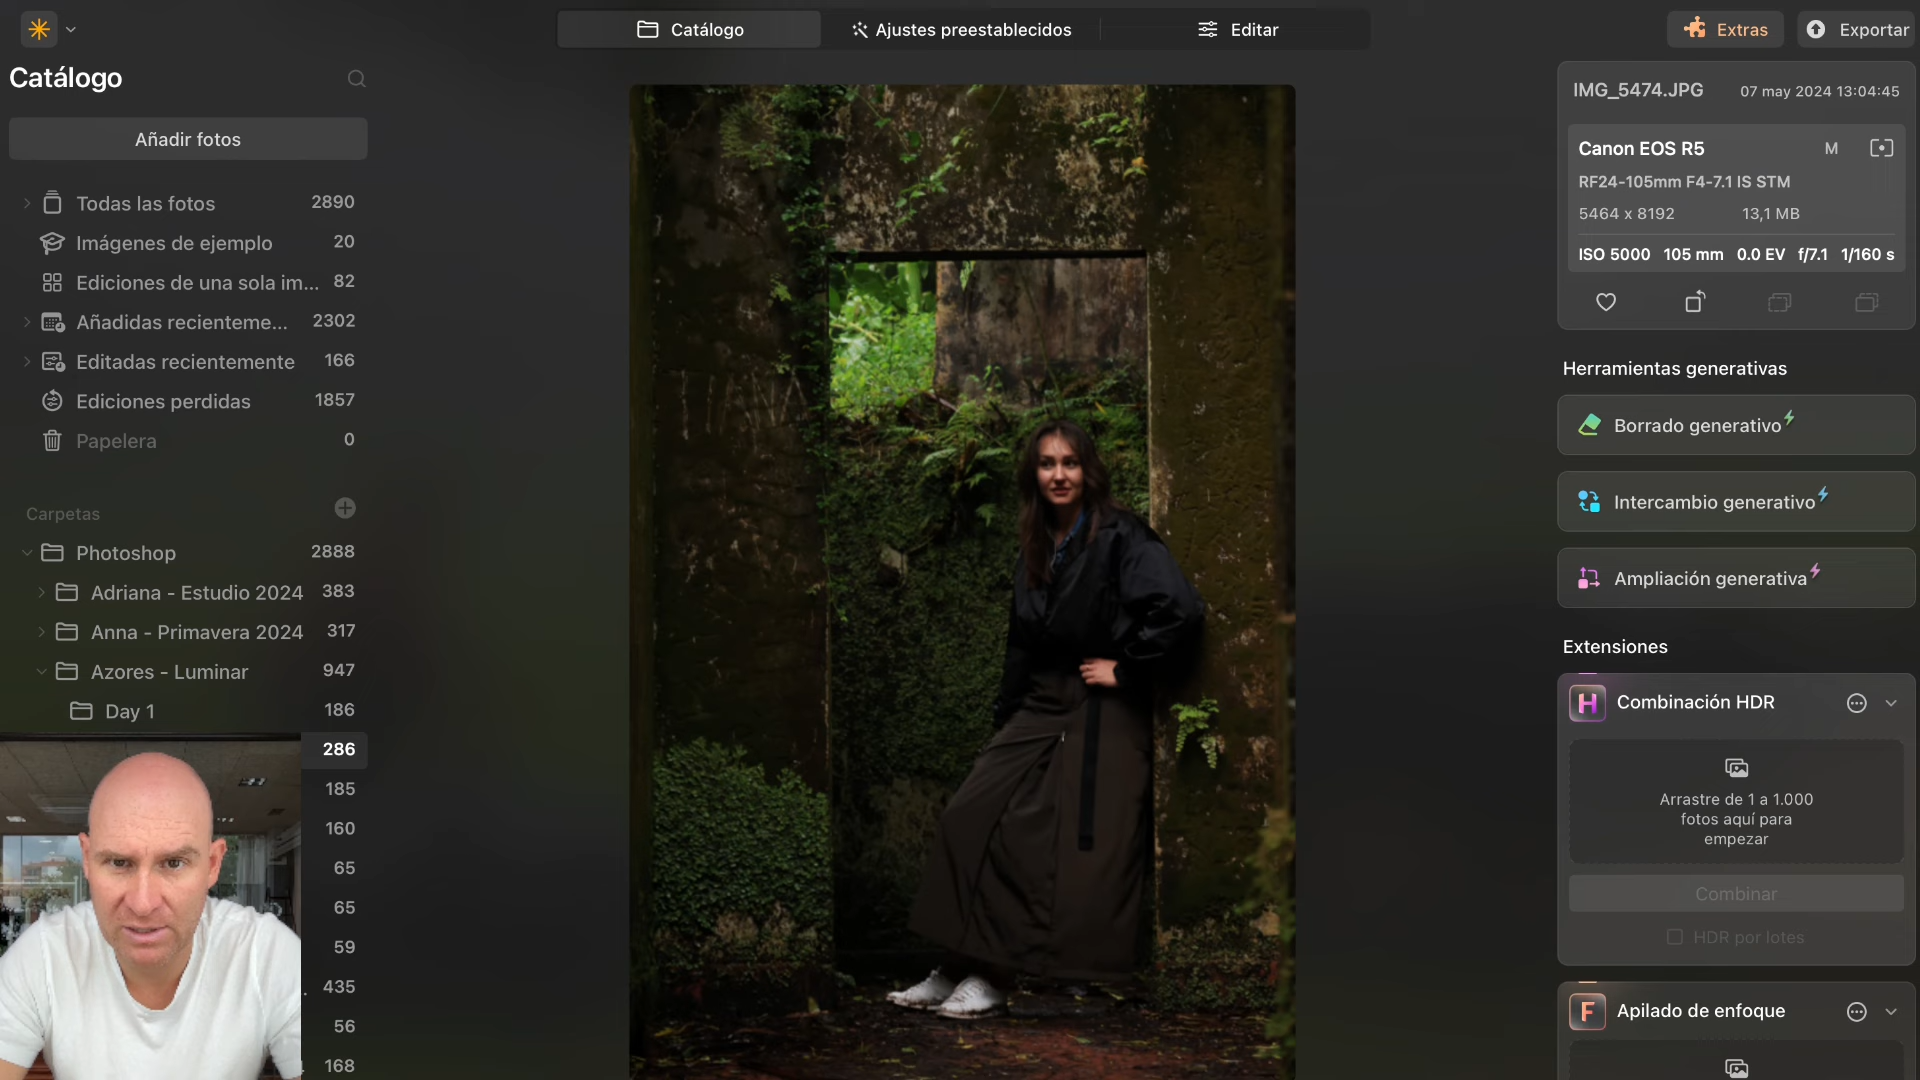 Catálogo
Ajustes preestablecidos
Editar
Extras
Exportar
Catálogo
Añadir fotos
Todas las fotos 2890
Imágenes de ejemplo 20
Ediciones de una sola im... 82
Añadidas recienteme... 2302
Editadas recientemente 166
Ediciones perdidas 1857
Papelera 0
Carpetas
Photoshop 2888
Adriana - Estudio 2024 383
Anna - Primavera 2024 317
Azores - Luminar 947
Day 1 186
286
185
160
65
65
59
435
56
168
IMG_5474.JPG 07 may 2024 13:04:45
Canon EOS R5 M
RF24-105mm F4-7.1 IS STM
5464 x 8192 13,1 MB
ISO 5000 105 mm 0.0 EV f/7.1 1/160 s
Herramientas generativas
Borrado generativo
Intercambio generativo
Ampliación generativa
Extensiones
H Combinación HDR
Arrastre de 1 a 1.000
fotos aquí para
empezar
Combinar
HDR por lotes
F Apilado de enfoque